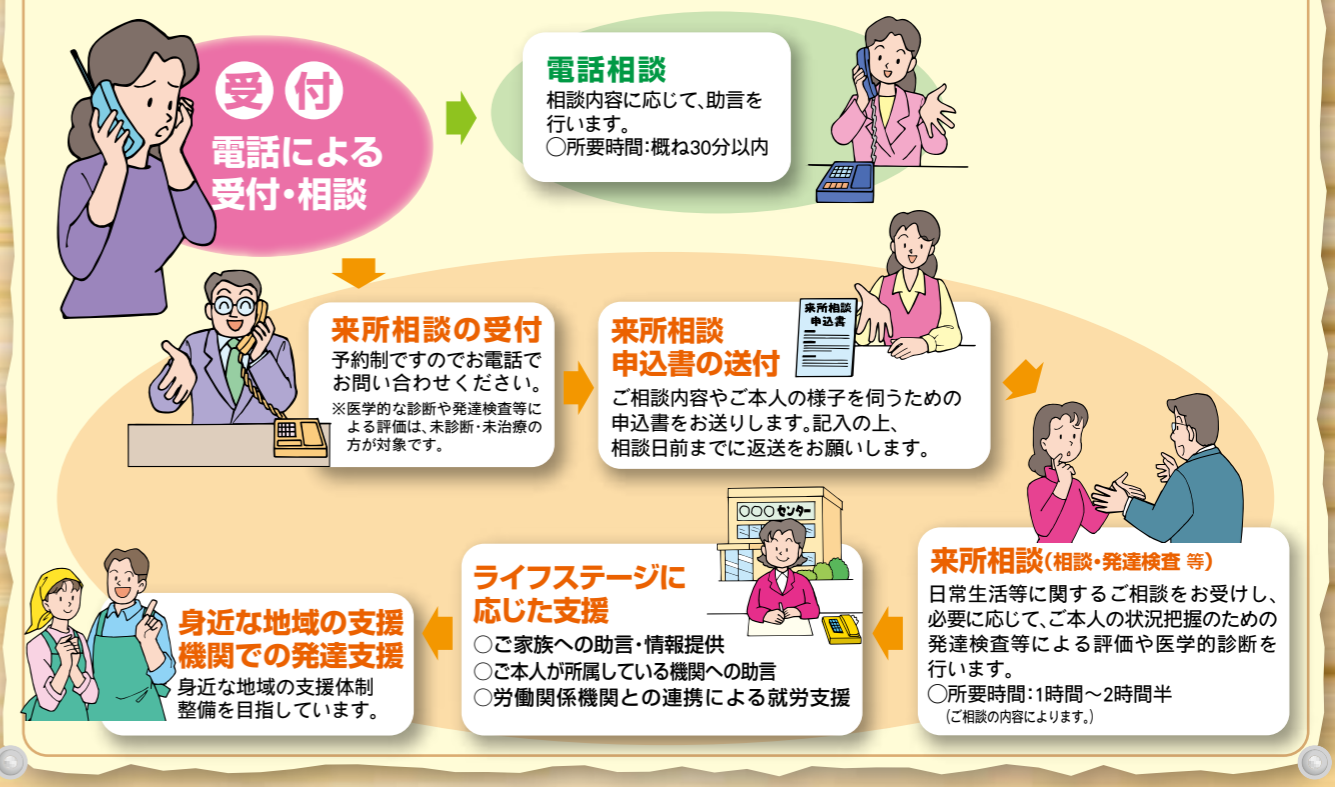 受付
電話による
受付・相談
電話相談
相談内容に応じて、助言を
行います。
○所要時間：概ね30分以内
来所相談の受付
予約制ですのでお電話で
お問い合わせください。
※医学的な診断や発達検査等に
よる評価は、未診断・未治療の
方が対象です。
来所相談
申込書の送付
ご相談内容やご本人の様子を伺うための
申込書をお送りします。記入の上、
相談日前までに返送をお願いします。
来所相談
申込書
来所相談(相談・発達検査 等)
日常生活等に関するご相談をお受けし、
必要に応じて、ご本人の状況把握のための
発達検査等による評価や医学的診断を
行います。
○所要時間：1時間〜2時間半
(ご相談の内容によります。)
○○○センター
ライフステージに
応じた支援
○ご家族への助言・情報提供
○ご本人が所属している機関への助言
○労働関係機関との連携による就労支援
身近な地域の支援
機関での発達支援
身近な地域の支援体制
整備を目指しています。